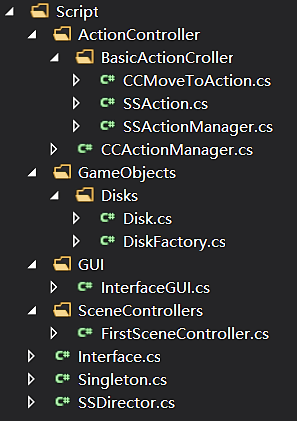 Script
ActionController
BasicActionCroller
C# CCMoveToAction.cs
C# SSAction.cs
C# SSActionManager.cs
C# CCActionManager.cs
GameObjects
Disks
C# Disk.cs
C# DiskFactory.cs
GUI
C# InterfaceGUI.cs
SceneControllers
C# FirstSceneController.cs
C# Interface.cs
C# Singleton.cs
C# SSDirector.cs